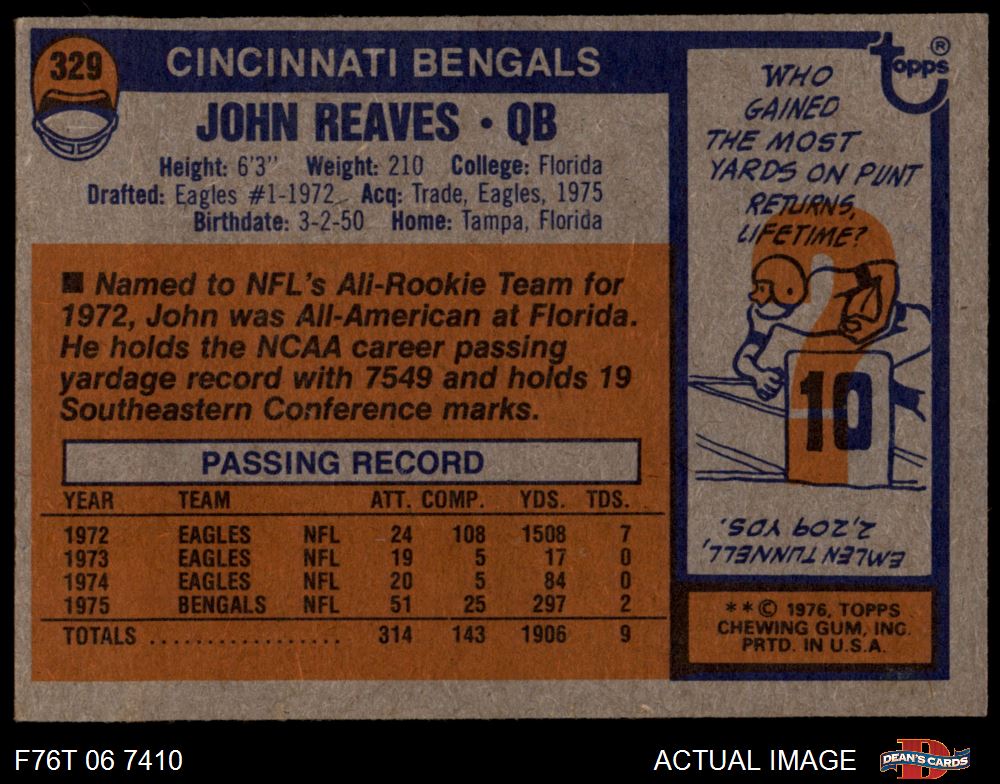 329
CINCINNATI BENGALS
JOHN REAVES • QB
Height: 6'3" Weight: 210 College: Florida
Drafted: Eagles #1-1972 Acq: Trade, Eagles, 1975
Birthdate: 3-2-50 Home: Tampa, Florida
■ Named to NFL's All-Rookie Team for
1972, John was All-American at Florida.
He holds the NCAA career passing
yardage record with 7549 and holds 19
Southeastern Conference marks.
PASSING RECORD
YEAR TEAM ATT. COMP. YDS. TDS.
1972 EAGLES NFL 24 108 1508 7
1973 EAGLES NFL 19 5 17 0
1974 EAGLES NFL 20 5 84 0
1975 BENGALS NFL 51 25 297 2
TOTALS .................. 314 143 1906 9
topps®
WHO
GAINED
THE MOST
YARDS ON PUNT
RETURNS,
LIFETIME?
?
10
EMLEN TUNNELL,
2,209 YDS.
**© 1976, TOPPS
CHEWING GUM, INC.
PRTD. IN U.S.A.
F76T 06 7410
ACTUAL IMAGE
D
DEAN'S CARDS